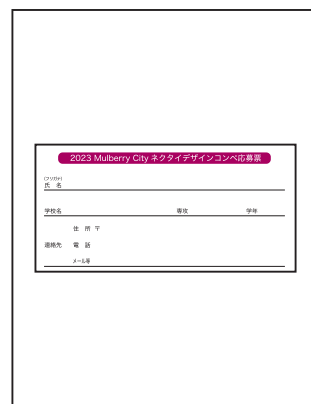 2023 Mulberry City ネクタイデザインコンペ応募票
(フリガナ)
氏 名
学校名 専攻 学年
住 所 〒
連絡先 電 話
メール等